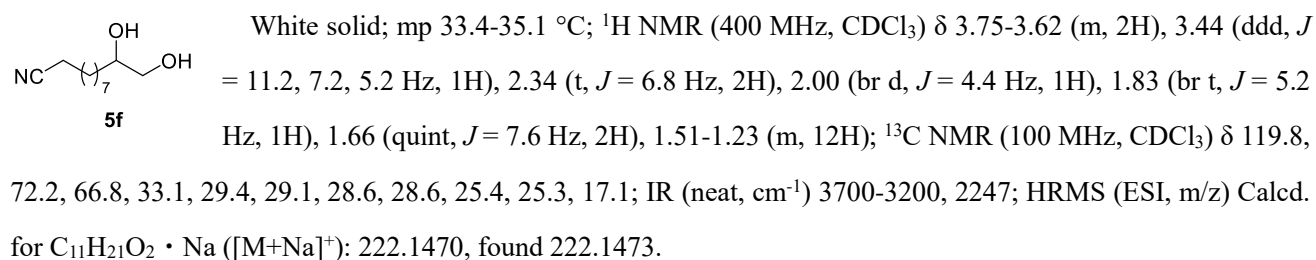 OH
OH
NC
7
5f
White solid; mp 33.4-35.1 °C; ¹H NMR (400 MHz, CDCl₃) δ 3.75-3.62 (m, 2H), 3.44 (ddd, J
= 11.2, 7.2, 5.2 Hz, 1H), 2.34 (t, J = 6.8 Hz, 2H), 2.00 (br d, J = 4.4 Hz, 1H), 1.83 (br t, J = 5.2
Hz, 1H), 1.66 (quint, J = 7.6 Hz, 2H), 1.51-1.23 (m, 12H); ¹³C NMR (100 MHz, CDCl₃) δ 119.8,
72.2, 66.8, 33.1, 29.4, 29.1, 28.6, 28.6, 25.4, 25.3, 17.1; IR (neat, cm⁻¹) 3700-3200, 2247; HRMS (ESI, m/z) Calcd.
for C₁₁H₂₁O₂・Na ([M+Na]⁺): 222.1470, found 222.1473.